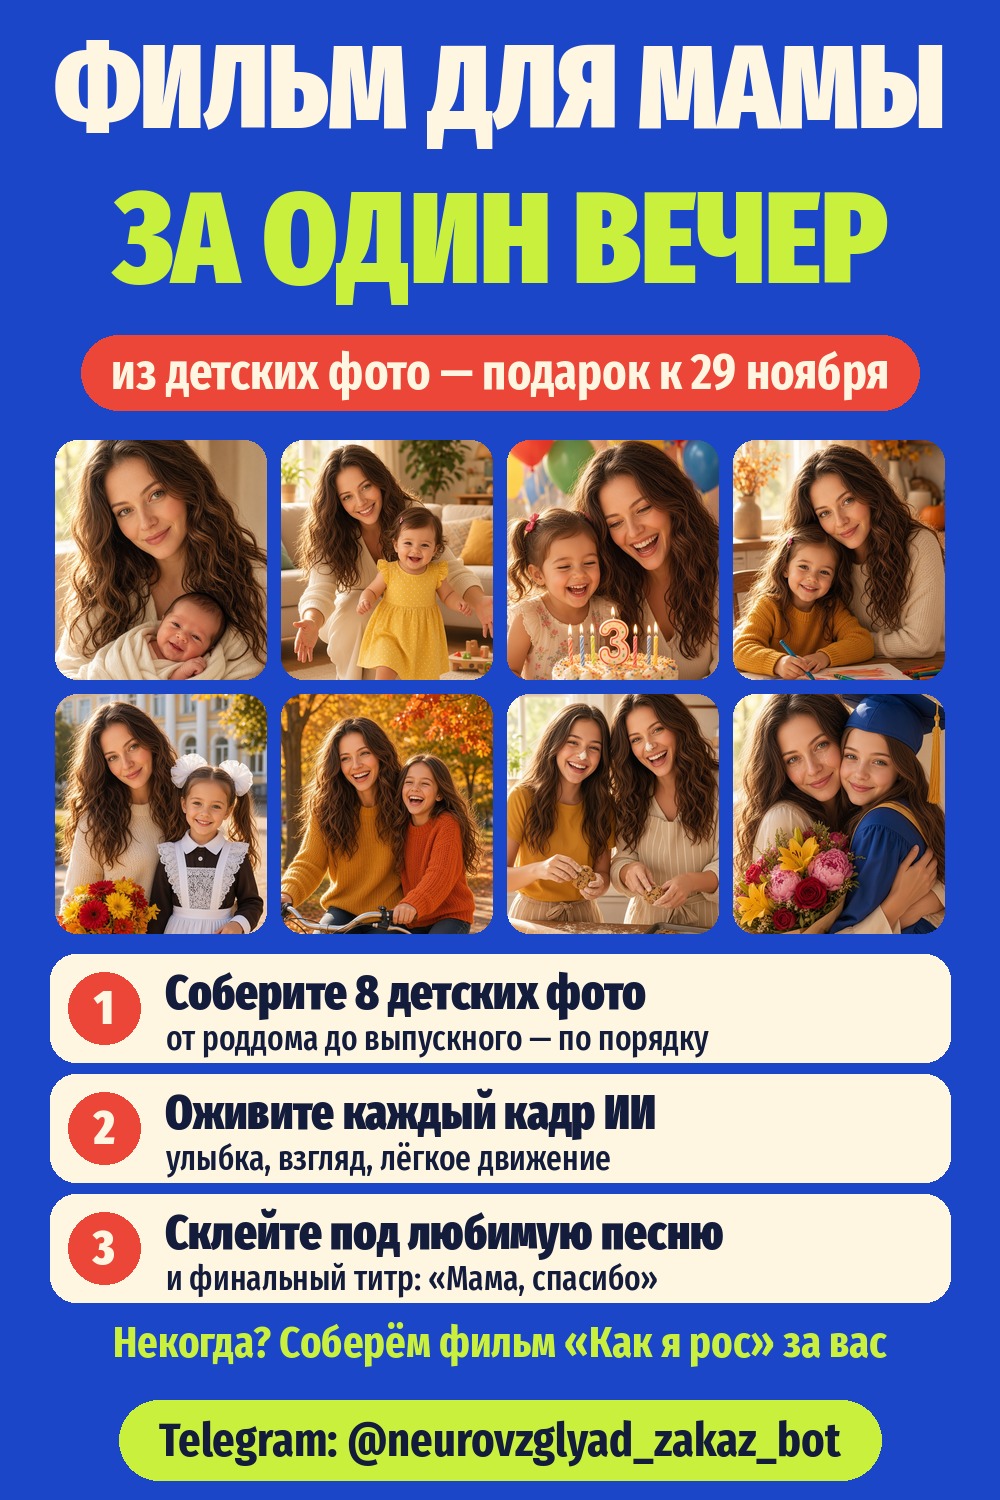 ФИЛЬМ ДЛЯ МАМЫ
ЗА ОДИН ВЕЧЕР
из детских фото — подарок к 29 ноября
3
1
Соберите 8 детских фото
от роддома до выпускного — по порядку
2
Оживите каждый кадр ИИ
улыбка, взгляд, лёгкое движение
3
Склейте под любимую песню
и финальный титр: «Мама, спасибо»
Некогда? Соберём фильм «Как я рос» за вас
Telegram: @neurovzglyad_zakaz_bot